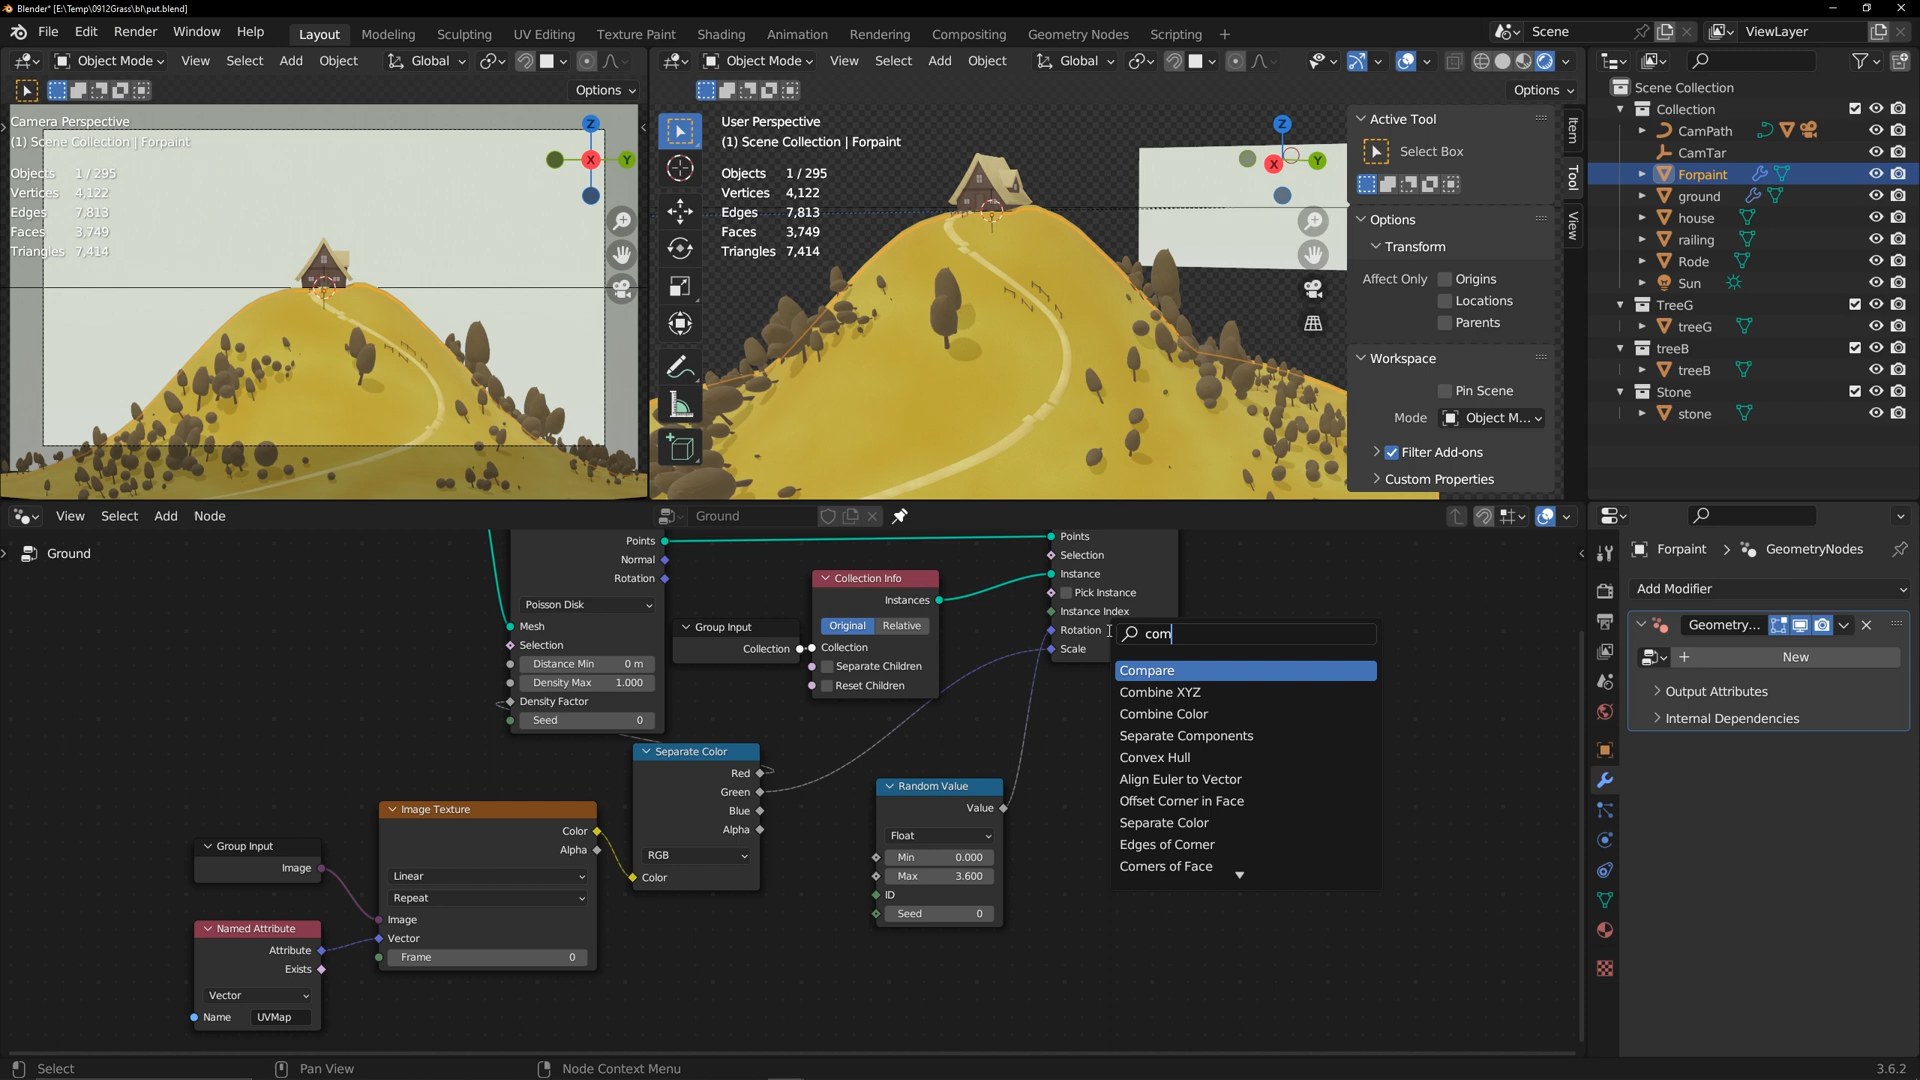 Blender* [E:\Temp\0912Grass\bl\put.blend]
File Edit Render Window Help Layout Modeling Sculpting UV Editing Texture Paint Shading Animation Rendering Compositing Geometry Nodes Scripting + Scene ViewLayer
Object Mode View Select Add Object Global
Options
Camera Perspective
(1) Scene Collection | Forpaint
Objects 1 / 295
Vertices 4,122
Edges 7,813
Faces 3,749
Triangles 7,414
Z
X
Y
Object Mode View Select Add Object Global
Options
User Perspective
(1) Scene Collection | Forpaint
Objects 1 / 295
Vertices 4,122
Edges 7,813
Faces 3,749
Triangles 7,414
Z
X
Y
Active Tool
Select Box
Options
Transform
Affect Only Origins
Locations
Parents
Workspace
Pin Scene
Mode Object M...
Filter Add-ons
Custom Properties
Item
Tool
View
Scene Collection
Collection
CamPath
CamTar
Forpaint
ground
house
railing
Rode
Sun
TreeG
treeG
treeB
treeB
Stone
stone
View Select Add Node Ground
Ground
Points
Normal
Rotation
Poisson Disk
Mesh
Selection
Distance Min 0 m
Density Max 1.000
Density Factor
Seed 0
Group Input
Collection
Collection Info
Instances
Original Relative
Collection
Separate Children
Reset Children
Points
Selection
Instance
Pick Instance
Instance Index
Rotation
Scale
com
Compare
Combine XYZ
Combine Color
Separate Components
Convex Hull
Align Euler to Vector
Offset Corner in Face
Separate Color
Edges of Corner
Corners of Face
Separate Color
Red
Green
Blue
Alpha
RGB
Color
Random Value
Value
Float
Min 0.000
Max 3.600
ID
Seed 0
Image Texture
Color
Alpha
Linear
Repeat
Image
Vector
Frame 0
Group Input
Image
Named Attribute
Attribute
Exists
Vector
Name UVMap
Forpaint > GeometryNodes
Add Modifier
Geometry...
+ New
Output Attributes
Internal Dependencies
Select Pan View Node Context Menu 3.6.2